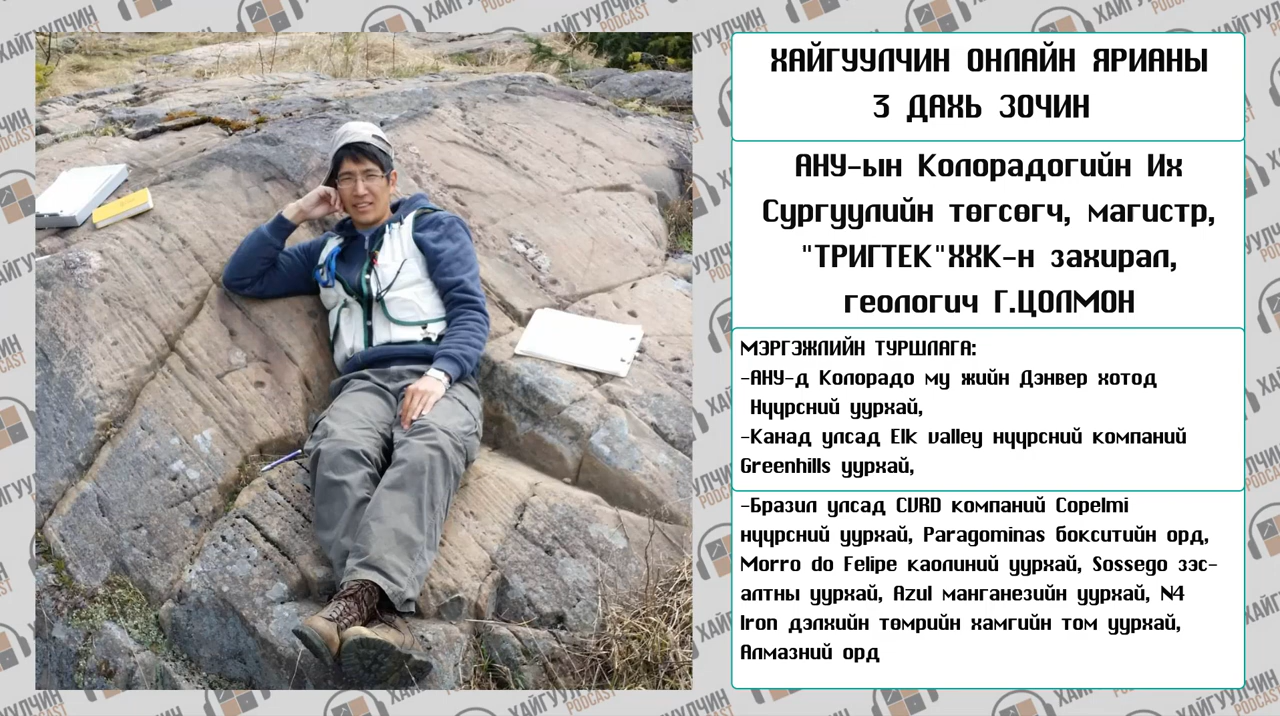 ХАЙГУУЛЧИН ОНЛАЙН ЯРИАНЫ
3 ДАХЬ ЗОЧИН
АНУ-ын Колорадогийн Их
Сургуулийн төгсөгч, магистр,
"ТРИГТЕК"ХХК-н захирал,
геологич Г.ЦОЛМОН
МЭРГЭЖЛИЙН ТУРШЛАГА:
-АНУ-д Колорадо му жийн Дэнвер хотод
Нүүрсний уурхай,
-Канад улсад Elk valley нүүрсний компаний
Greenhills уурхай,
-Бразил улсад CVRD компаний Copelmi
нүүрсний уурхай, Paragominas бокситийн орд,
Morro do Felipe каолиний уурхай, Sossego зэс-
алтны уурхай, Azul манганезийн уурхай, N4
Iron дэлхийн төмрийн хамгийн том уурхай,
Алмазний орд
ХАЙГУУЛЧИН
PODCAST